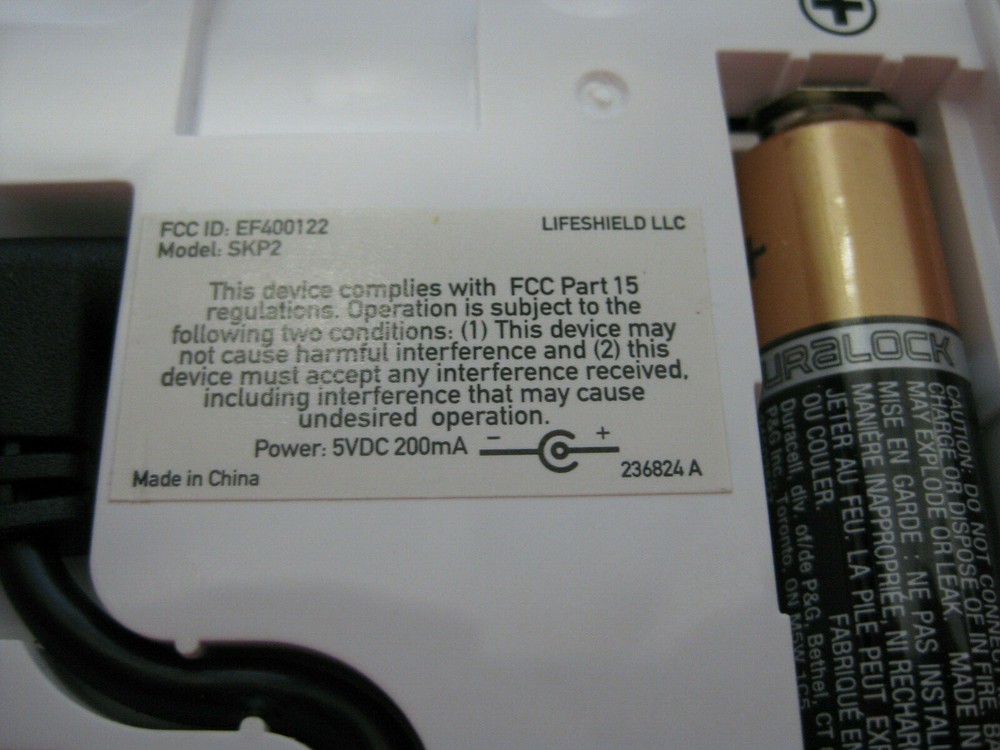 FCC ID: EF400122
LIFESHIELD LLC
Model: SKP2
This device complies with FCC Part 15
regulations. Operation is subject to the
following two conditions: (1) This device may
not cause harmful interference and (2) this
device must accept any interference received,
including interference that may cause
undesired operation.
Power: 5VDC 200mA − +
Made in China
236824 A
+
+
DURALOCK
CAUTION: DO NOT CONNECT
CHARGE OR DISPOSE OF IN FIRE.
MAY EXPLODE OR LEAK. MADE IN
MISE EN GARDE : NE PAS INSTAL
MANIÈRE INAPPROPRIÉE, NI RECHAR
JETER AU FEU. LA PILE PEUT EX
OU COULER. FABRIQUÉ E
Duracell, div. of/de P&G, Bethel, CT
P&G Inc., Toronto, ON M5W 1C5